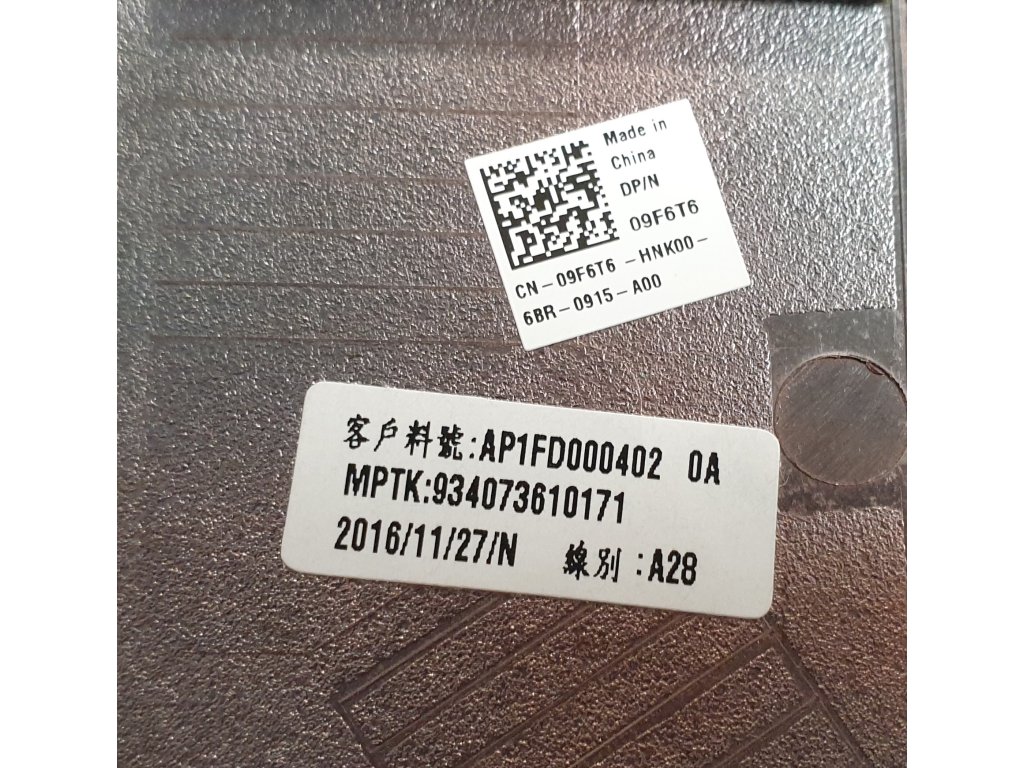 Made in
China
DP/N
09F6T6
CN-09F6T6-HNK00-
6BR-0915-A00
客戶料號:AP1FD000402 0A
MPTK:934073610171
2016/11/27/N 線別:A28